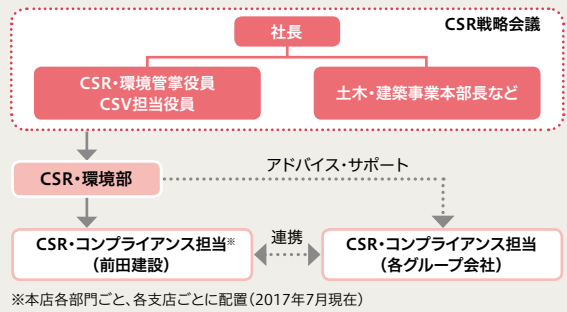 CSR戦略会議
社長
CSR・環境管掌役員
CSV担当役員
土木・建築事業本部長など
アドバイス・サポート
CSR・環境部
CSR・コンプライアンス担当※
（前田建設）
連携
CSR・コンプライアンス担当
（各グループ会社）
※本店各部門ごと、各支店ごとに配置（2017年7月現在）